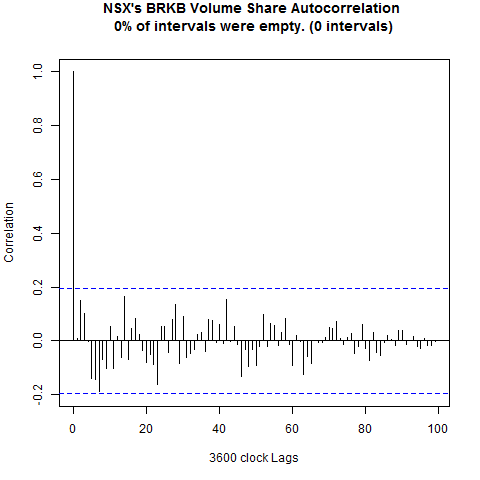 NSX's BRKB Volume Share Autocorrelation
0% of intervals were empty. (0 intervals)
Correlation
1.0
0.8
0.6
0.4
0.2
0.0
-0.2
0 20 40 60 80 100
3600 clock Lags